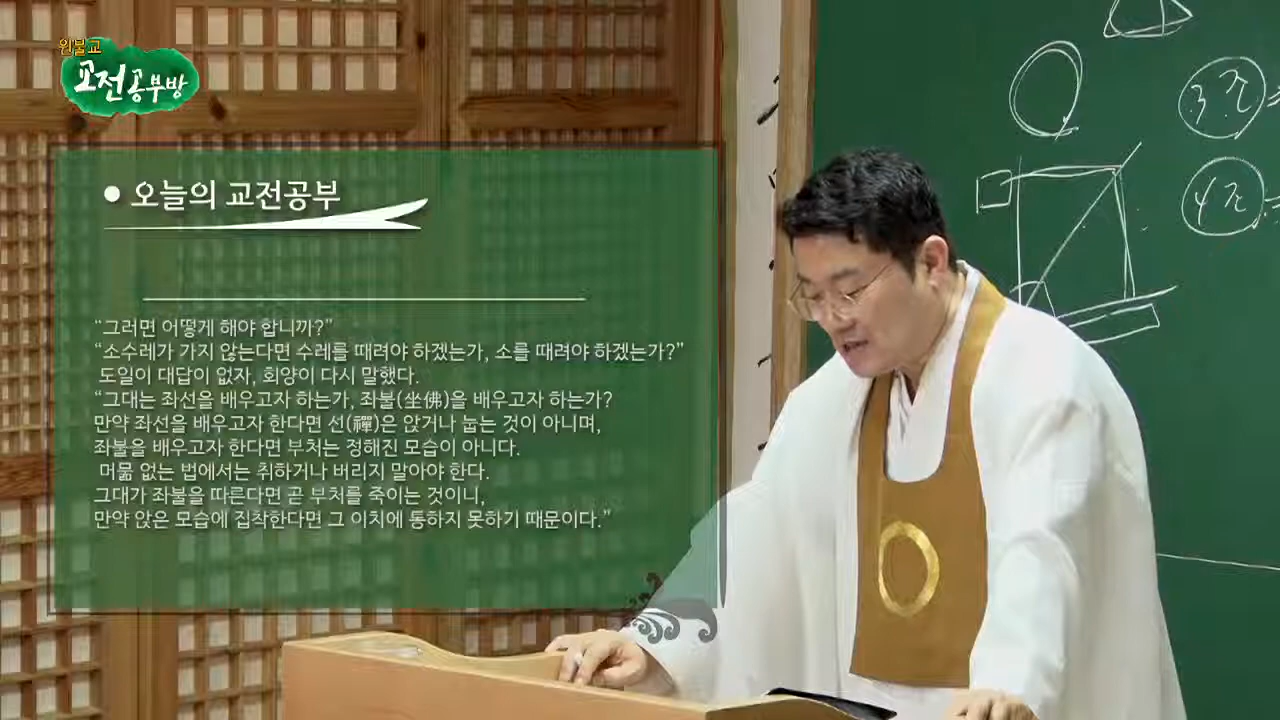 원불교
교전공부방
● 오늘의 교전공부
“그러면 어떻게 해야 합니까?”
“소수레가 가지 않는다면 수레를 때려야 하겠는가, 소를 때려야 하겠는가?”
도일이 대답이 없자, 회양이 다시 말했다.
“그대는 좌선을 배우고자 하는가, 좌불(坐佛)을 배우고자 하는가?
만약 좌선을 배우고자 한다면 선(禪)은 앉거나 눕는 것이 아니며,
좌불을 배우고자 한다면 부처는 정해진 모습이 아니다.
머묾 없는 법에서는 취하거나 버리지 말아야 한다.
그대가 좌불을 따른다면 곧 부처를 죽이는 것이니,
만약 앉은 모습에 집착한다면 그 이치에 통하지 못하기 때문이다.”
3조
4조